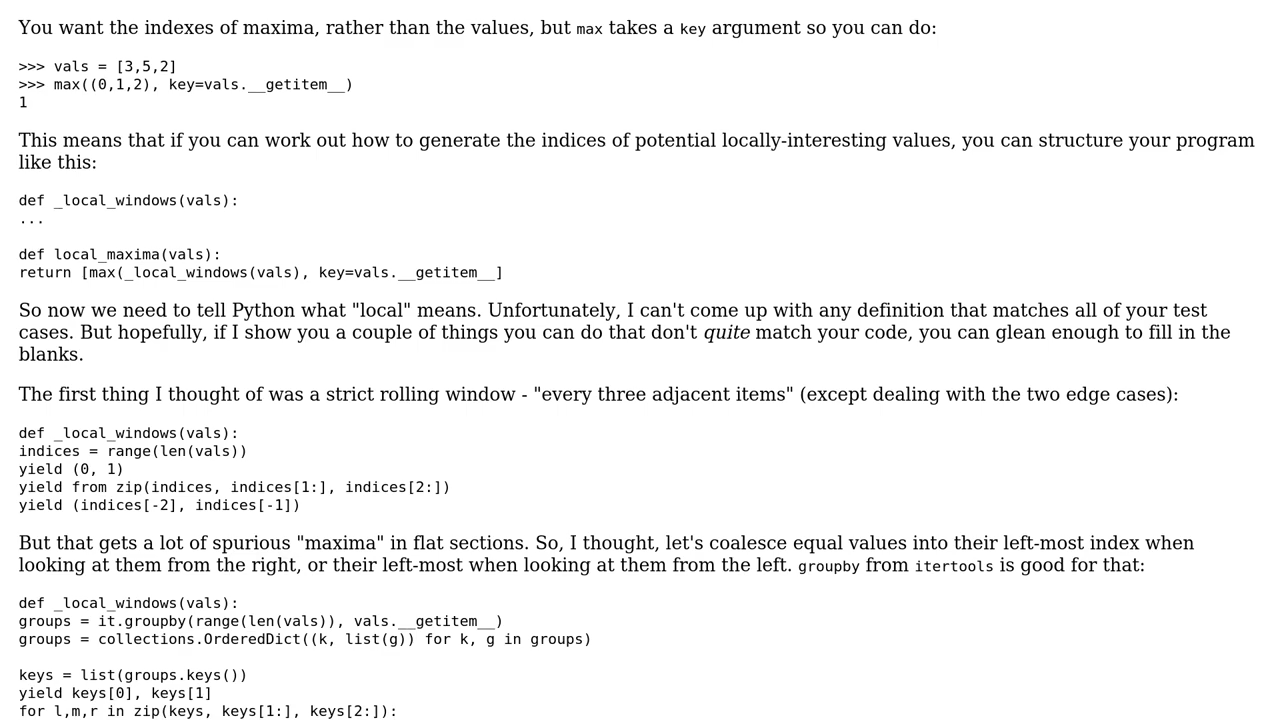 You want the indexes of maxima, rather than the values, but max takes a key argument so you can do:
>>> vals = [3,5,2]
>>> max((0,1,2), key=vals.__getitem__)
1
This means that if you can work out how to generate the indices of potential locally-interesting values, you can structure your program
like this:
def _local_windows(vals):
...
def local_maxima(vals):
return [max(_local_windows(vals), key=vals.__getitem__]
So now we need to tell Python what "local" means. Unfortunately, I can't come up with any definition that matches all of your test
cases. But hopefully, if I show you a couple of things you can do that don't quite match your code, you can glean enough to fill in the
blanks.
The first thing I thought of was a strict rolling window - "every three adjacent items" (except dealing with the two edge cases):
def _local_windows(vals):
indices = range(len(vals))
yield (0, 1)
yield from zip(indices, indices[1:], indices[2:])
yield (indices[-2], indices[-1])
But that gets a lot of spurious "maxima" in flat sections. So, I thought, let's coalesce equal values into their left-most index when
looking at them from the right, or their left-most when looking at them from the left. groupby from itertools is good for that:
def _local_windows(vals):
groups = it.groupby(range(len(vals)), vals.__getitem__)
groups = collections.OrderedDict((k, list(g)) for k, g in groups)
keys = list(groups.keys())
yield keys[0], keys[1]
for l,m,r in zip(keys, keys[1:], keys[2:]):